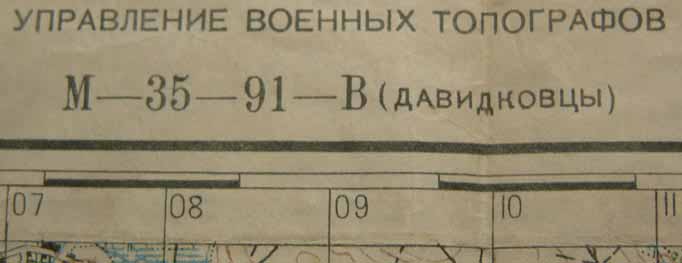 УПРАВЛЕНИЕ ВОЕННЫХ ТОПОГРАФОВ
М—35—91—В (ДАВИДКОВЦЫ)
07 08 09 10 11